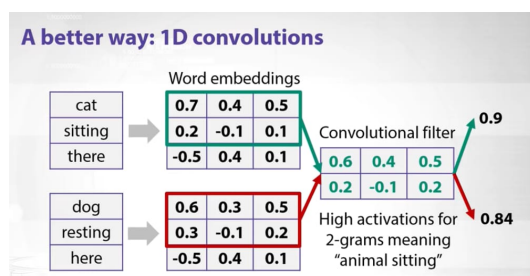 A better way: 1D convolutions
Word embeddings
cat
sitting
there
0.7 0.4 0.5
0.2 -0.1 0.1
-0.5 0.4 0.1
dog
resting
here
0.6 0.3 0.5
0.3 -0.1 0.2
-0.5 0.4 0.1
Convolutional filter
0.6 0.4 0.5
0.2 -0.1 0.2
High activations for
2-grams meaning
“animal sitting”
0.9
0.84